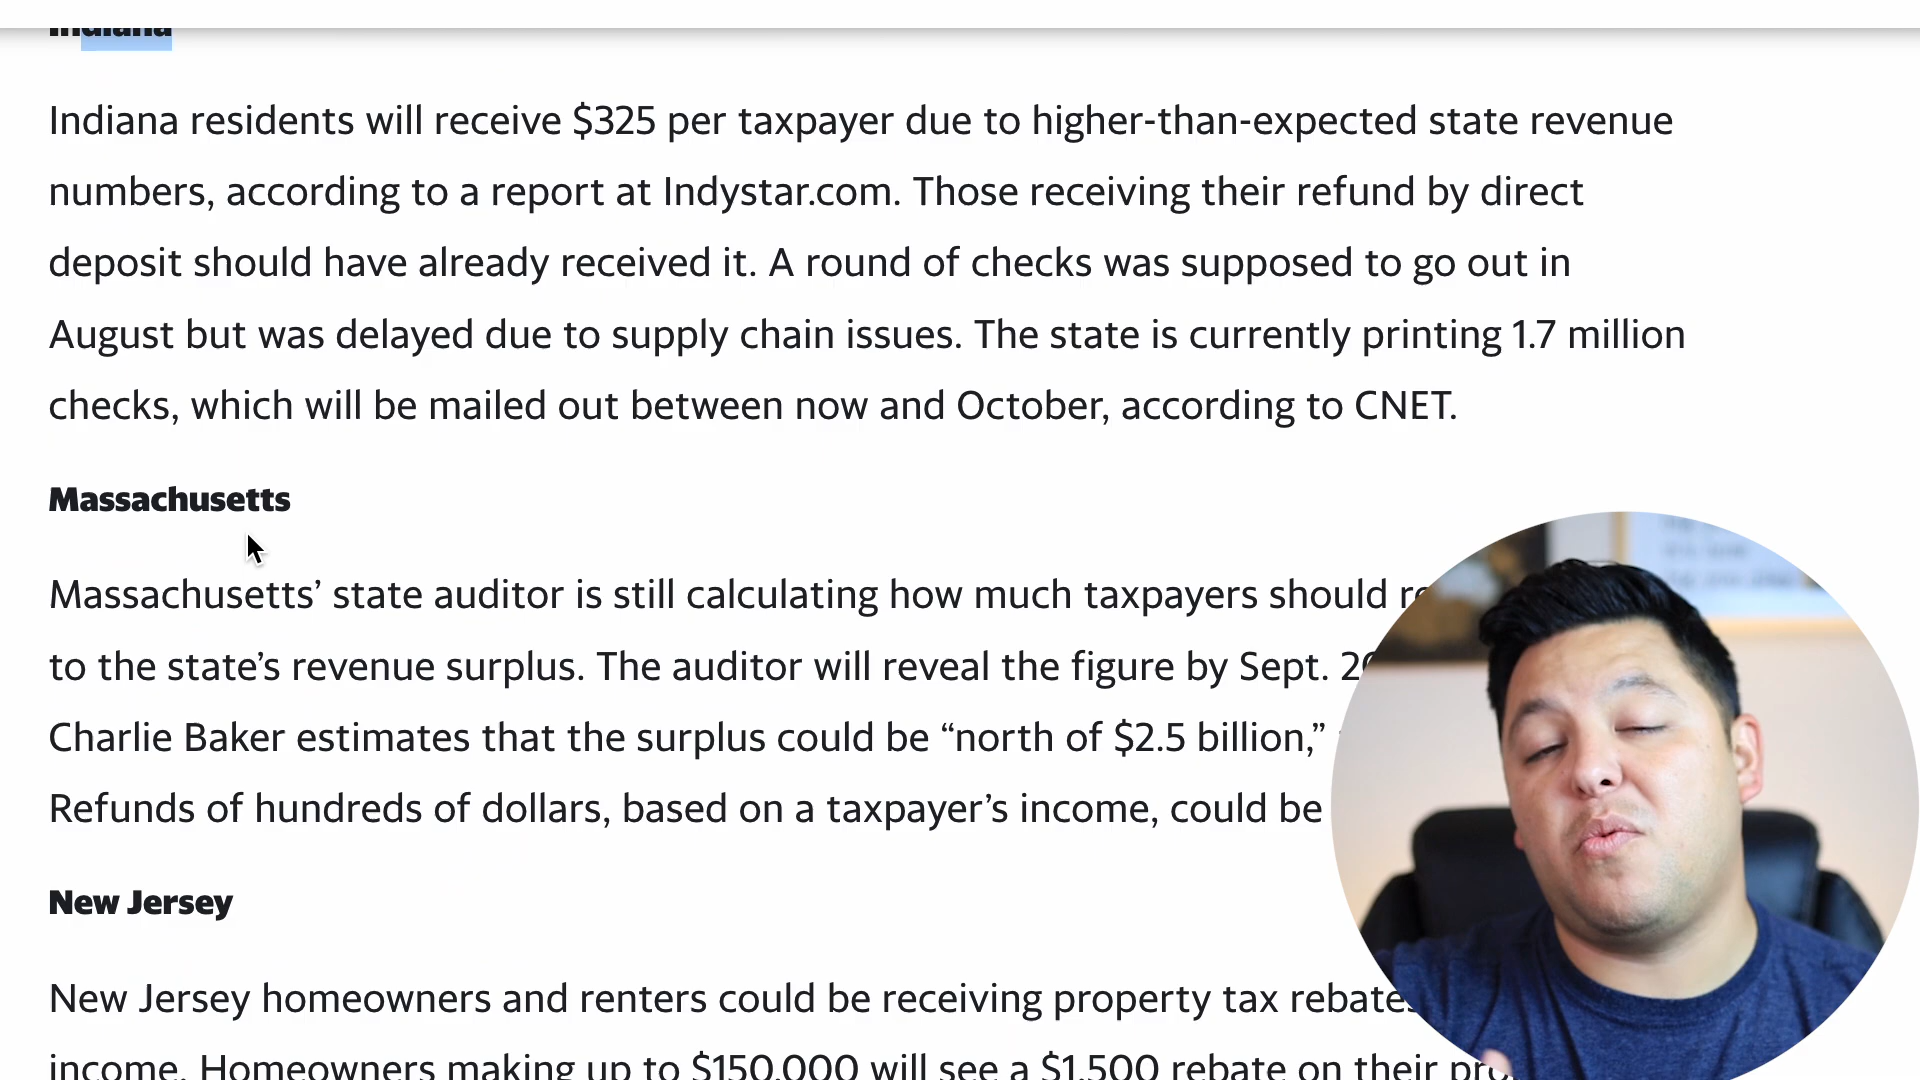 Indiana
Indiana residents will receive $325 per taxpayer due to higher-than-expected state revenue
numbers, according to a report at Indystar.com. Those receiving their refund by direct
deposit should have already received it. A round of checks was supposed to go out in
August but was delayed due to supply chain issues. The state is currently printing 1.7 million
checks, which will be mailed out between now and October, according to CNET.
Massachusetts
Massachusetts’ state auditor is still calculating how much taxpayers should
to the state’s revenue surplus. The auditor will reveal the figure by Sept.
Charlie Baker estimates that the surplus could be “north of $2.5 billion,”
Refunds of hundreds of dollars, based on a taxpayer’s income, could be
New Jersey
New Jersey homeowners and renters could be receiving property tax rebates
income. Homeowners making up to $150,000 will see a $1,500 rebate on their